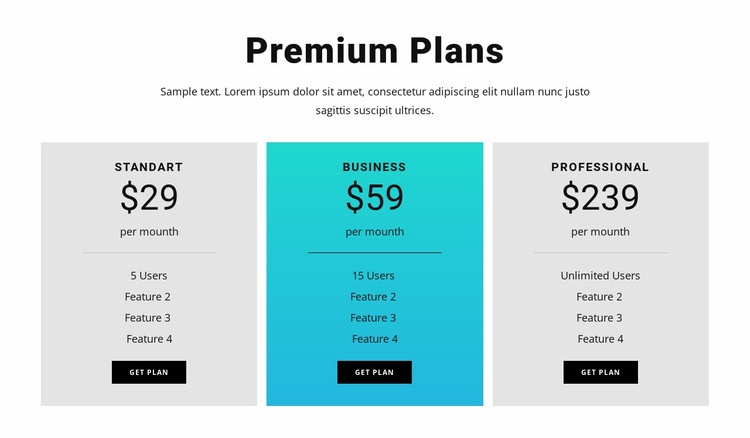 Premium Plans
Sample text. Lorem ipsum dolor sit amet, consectetur adipiscing elit nullam nunc justo
sagittis suscipit ultrices.
STANDART
$29
per mounth
5 Users
Feature 2
Feature 3
Feature 4
GET PLAN
BUSINESS
$59
per mounth
15 Users
Feature 2
Feature 3
Feature 4
GET PLAN
PROFESSIONAL
$239
per mounth
Unlimited Users
Feature 2
Feature 3
Feature 4
GET PLAN